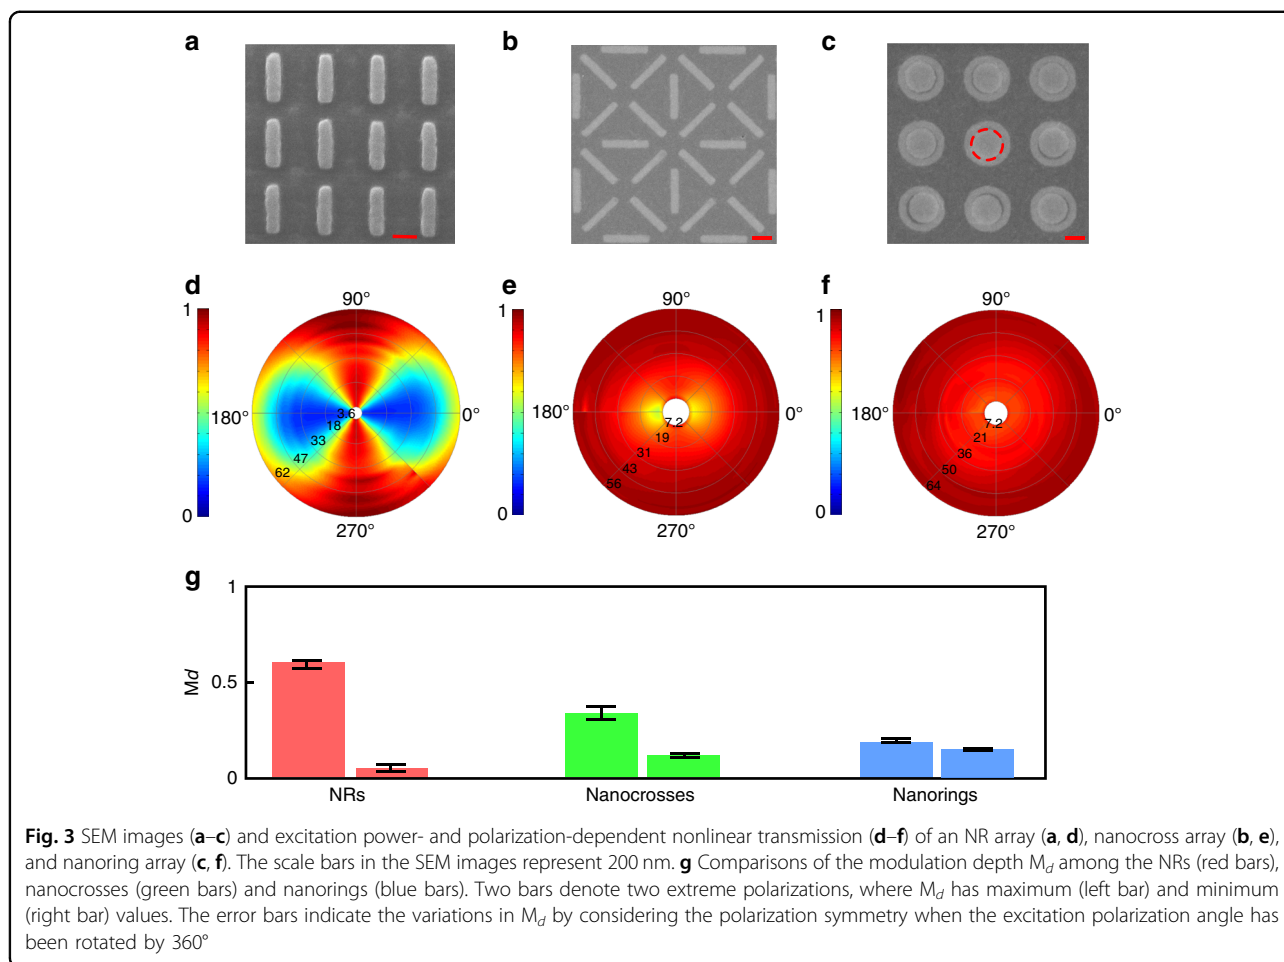 a
b
c
d
e
f
1
0
90°
180°
0°
270°
3.6
18
33
47
62
1
0
90°
180°
0°
270°
7.2
19
31
43
56
1
0
90°
180°
0°
270°
7.2
21
36
50
64
g
1
0.5
0
Md
NRs
Nanocrosses
Nanorings
Fig. 3 SEM images (a–c) and excitation power- and polarization-dependent nonlinear transmission (d–f) of an NR array (a, d), nanocross array (b, e),
and nanoring array (c, f). The scale bars in the SEM images represent 200 nm. g Comparisons of the modulation depth Md among the NRs (red bars),
nanocrosses (green bars) and nanorings (blue bars). Two bars denote two extreme polarizations, where Md has maximum (left bar) and minimum
(right bar) values. The error bars indicate the variations in Md by considering the polarization symmetry when the excitation polarization angle has
been rotated by 360°